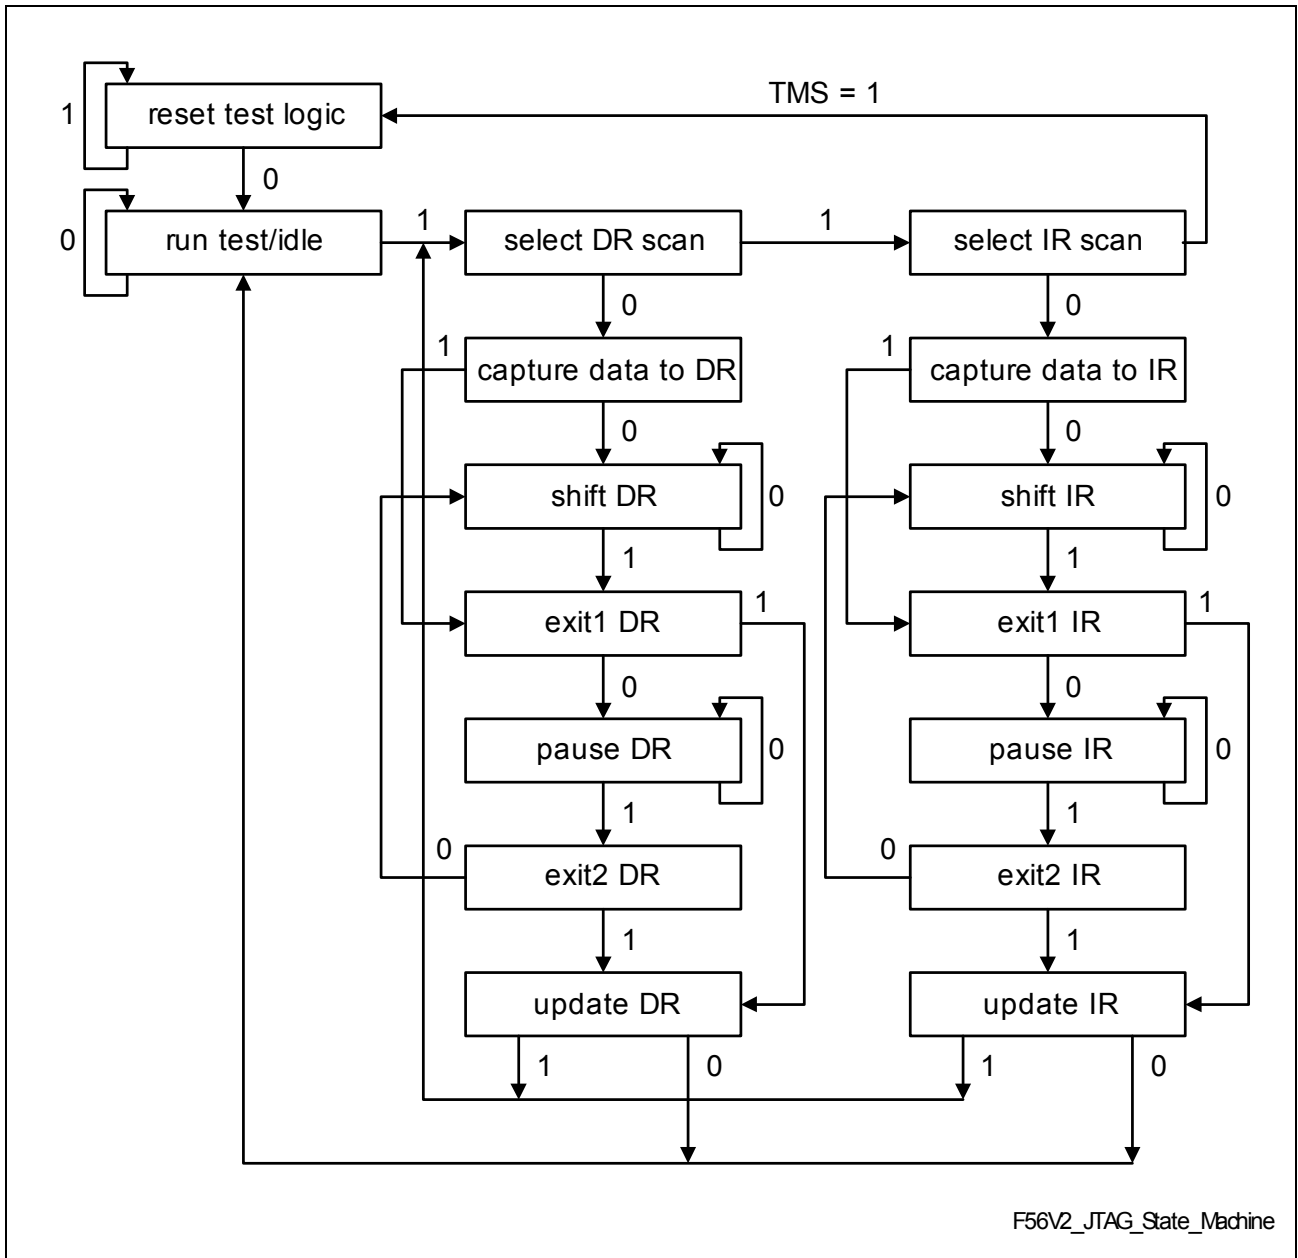 TMS = 1
1
reset test logic
0
0
run test/idle
1
select DR scan
1
select IR scan
0
0
1
capture data to DR
1
capture data to IR
0
0
shift DR
0
shift IR
0
1
1
exit1 DR
1
exit1 IR
1
0
0
pause DR
0
pause IR
0
1
1
0
exit2 DR
0
exit2 IR
1
1
update DR
update IR
1
0
1
0
F56V2_JTAG_State_Machine